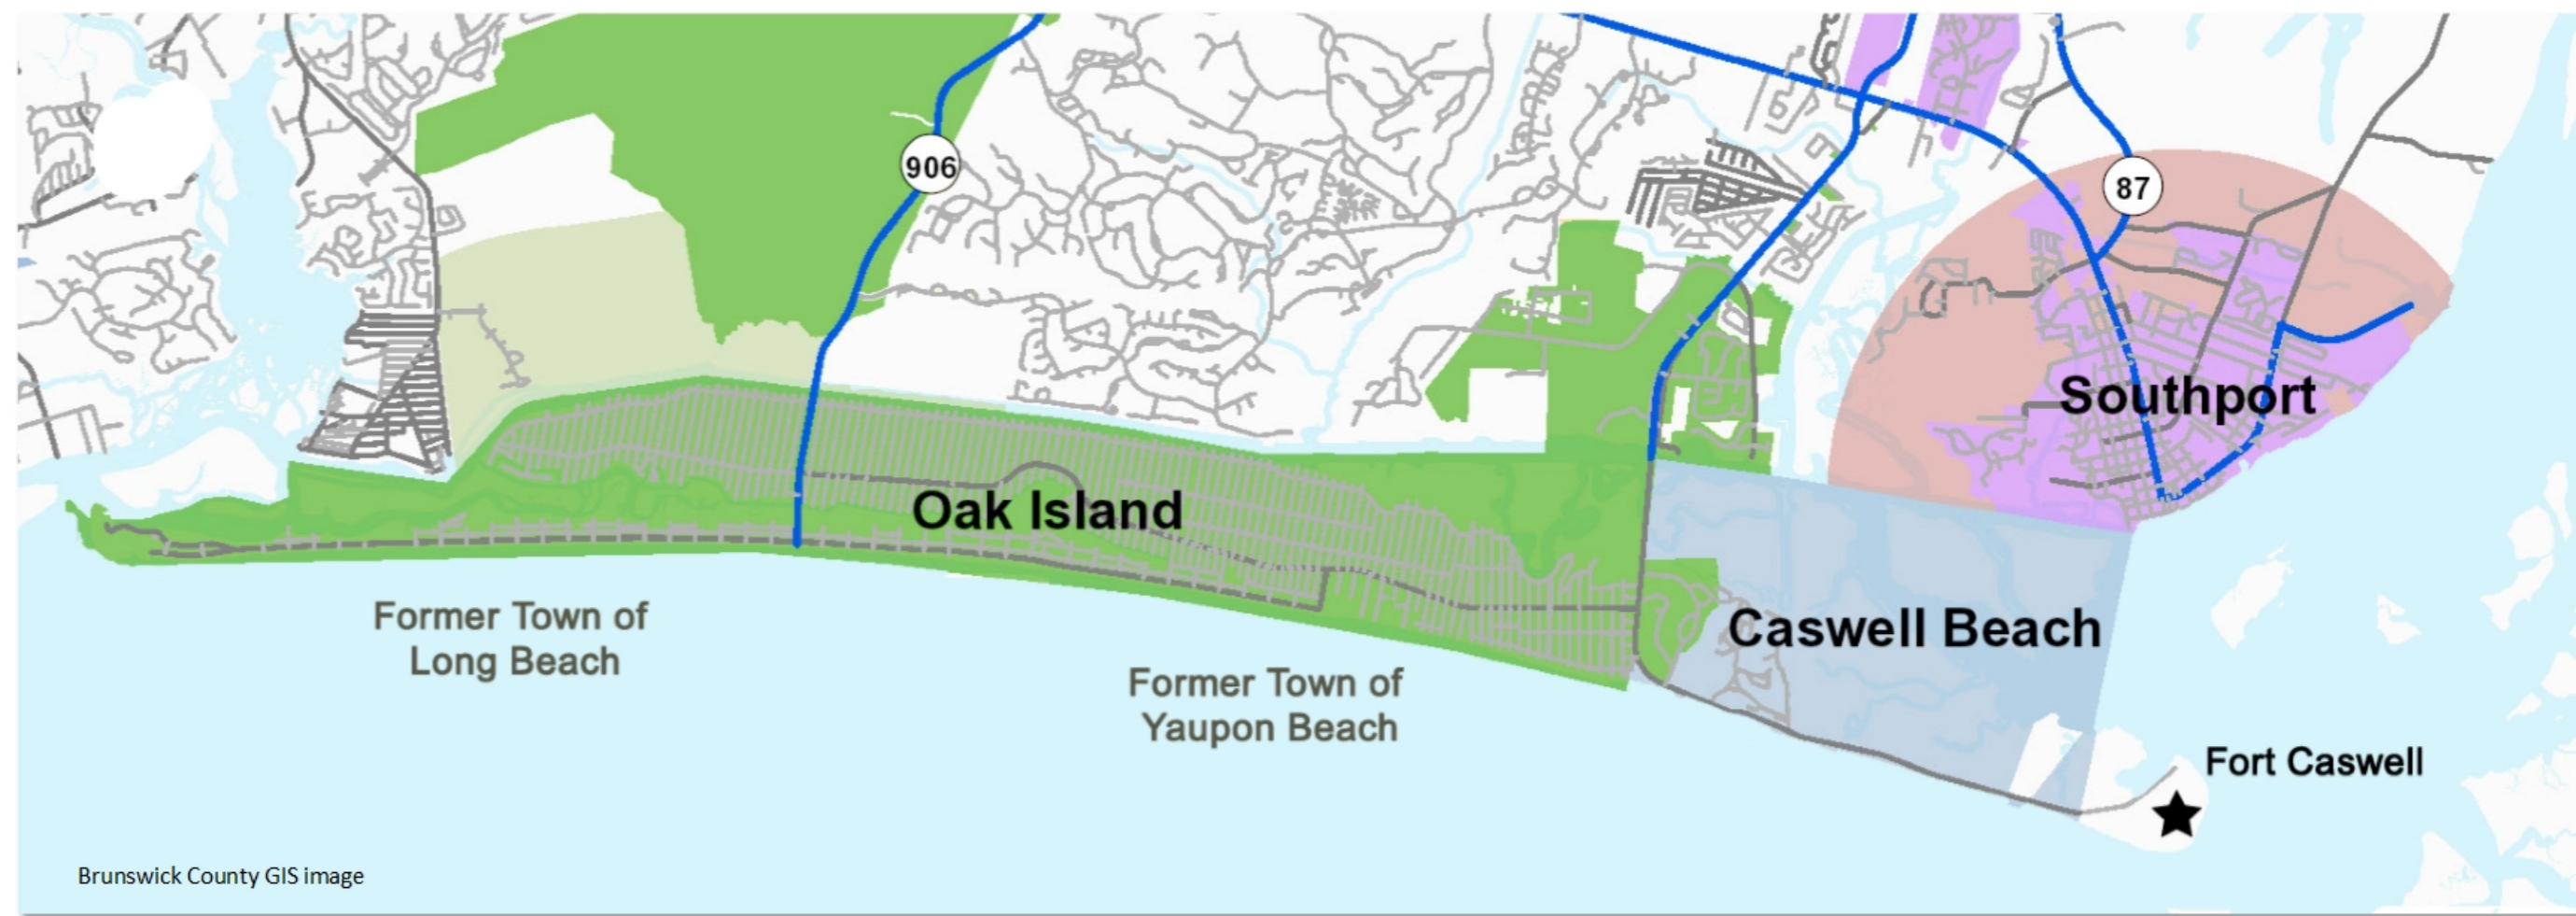 906
87
Southport
Oak Island
Former Town of
Long Beach
Caswell Beach
Former Town of
Yaupon Beach
Fort Caswell
Brunswick County GIS image